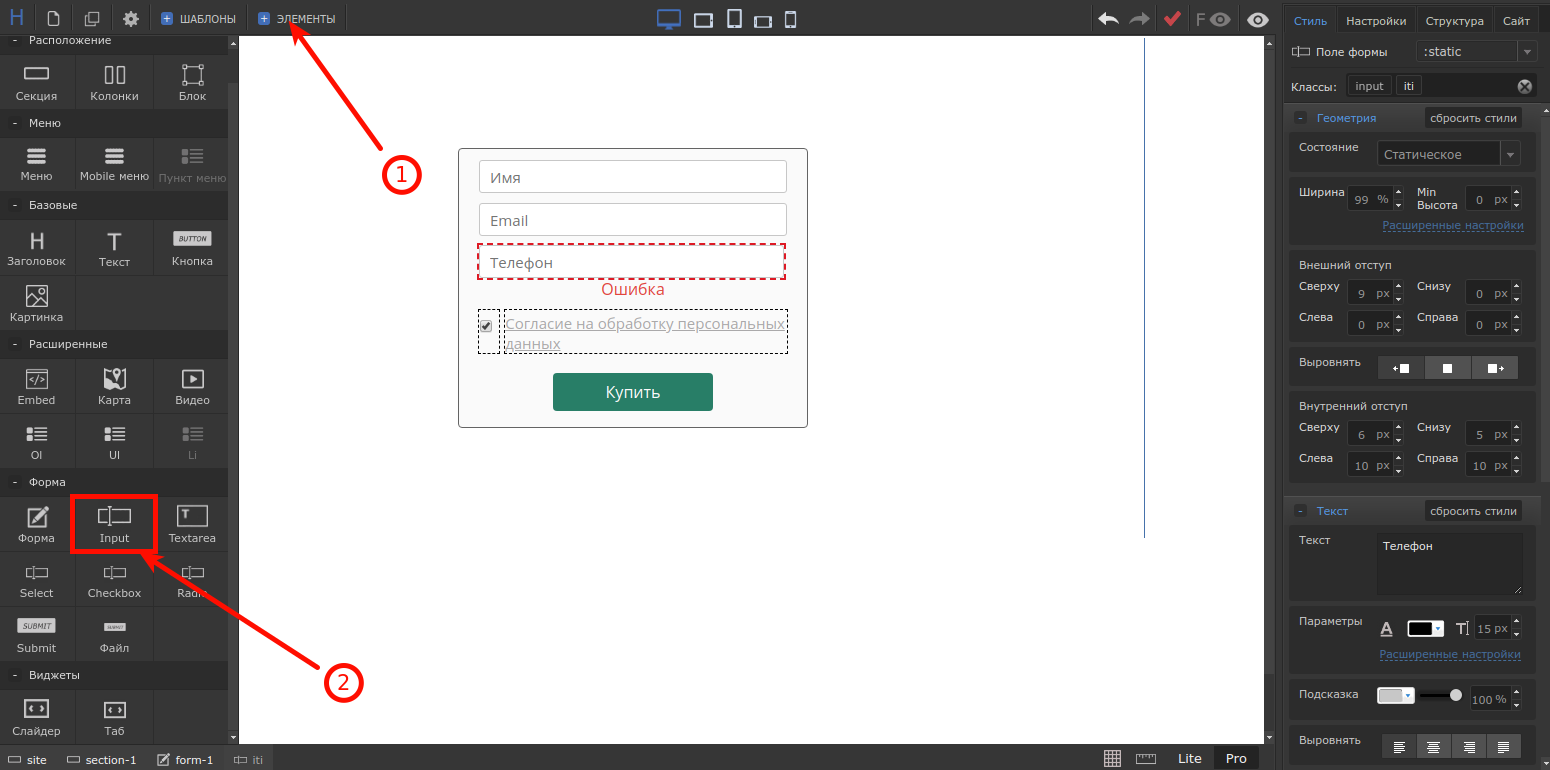 H
ШАБЛОНЫ
ЭЛЕМЕНТЫ
F
Стиль
Настройки
Структура
Сайт
Расположение
Секция
Колонки
Блок
Меню
Меню
Mobile меню
Пункт меню
Базовые
H
T
BUTTON
Заголовок
Текст
Кнопка
Картинка
Расширенные
Embed
Карта
Видео
Ol
Ul
Li
Форма
Форма
Input
Textarea
Select
Checkbox
Radio
SUBMIT
SUBMIT
Submit
Файл
Виджеты
Слайдер
Таб
1
2
Имя
Email
Телефон
Ошибка
Согласие на обработку персональных
данных
Купить
Поле формы
:static
Классы:
input
iti
Геометрия
сбросить стили
Состояние
Статическое
Ширина
99 %
Min
Высота
0 px
Расширенные настройки
Внешний отступ
Сверху
9 px
Снизу
0 px
Слева
0 px
Справа
0 px
Выровнять
Внутренний отступ
Сверху
6 px
Снизу
5 px
Слева
10 px
Справа
10 px
Текст
сбросить стили
Текст
Телефон
Параметры
A
T
15 px
Расширенные настройки
Подсказка
100 %
Выровнять
site
section-1
form-1
iti
Lite
Pro